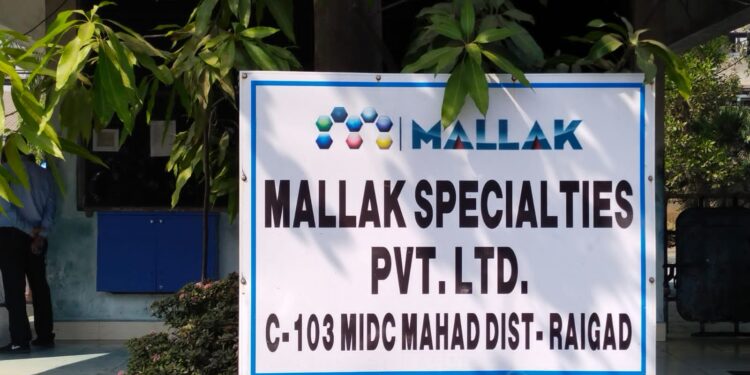 MALLAK
MALLAK SPECIALTIES
PVT. LTD.
C-103 MIDC MAHAD DIST- RAIGAD